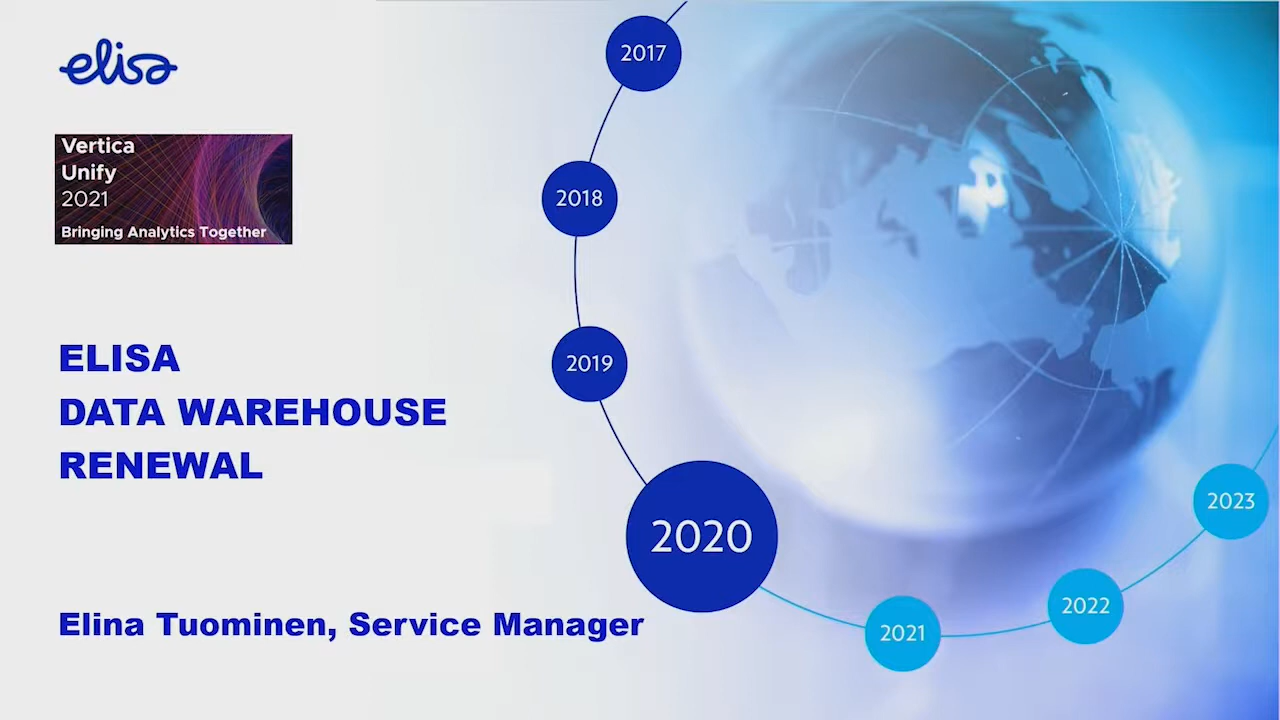 elisa
Vertica
Unify
2021
Bringing Analytics Together
ELISA
DATA WAREHOUSE
RENEWAL
Elina Tuominen, Service Manager
2017
2018
2019
2020
2021
2022
2023